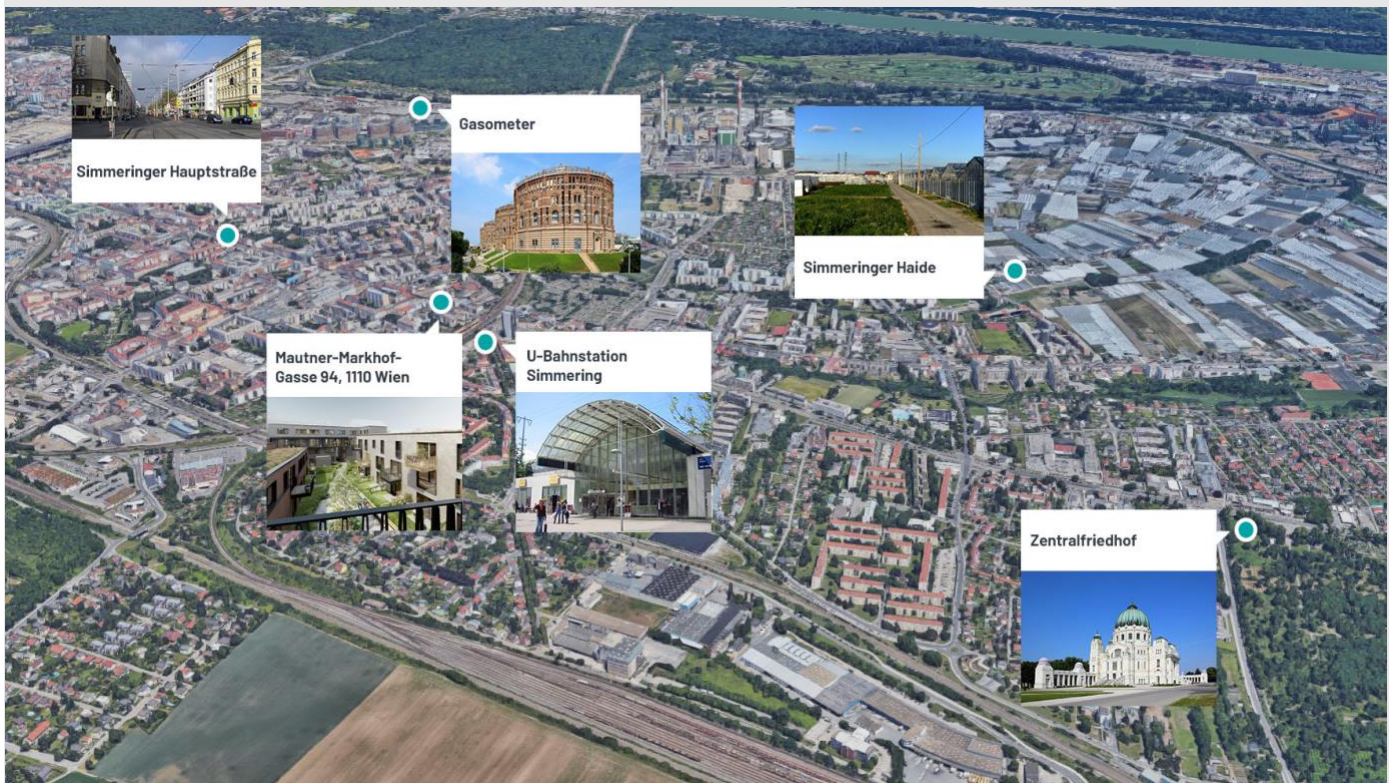 Gasometer
Simmeringer Hauptstraße
Simmeringer Haide
Mautner-Markhof-
Gasse 94, 1110 Wien
U-Bahnstation
Simmering
Zentralfriedhof